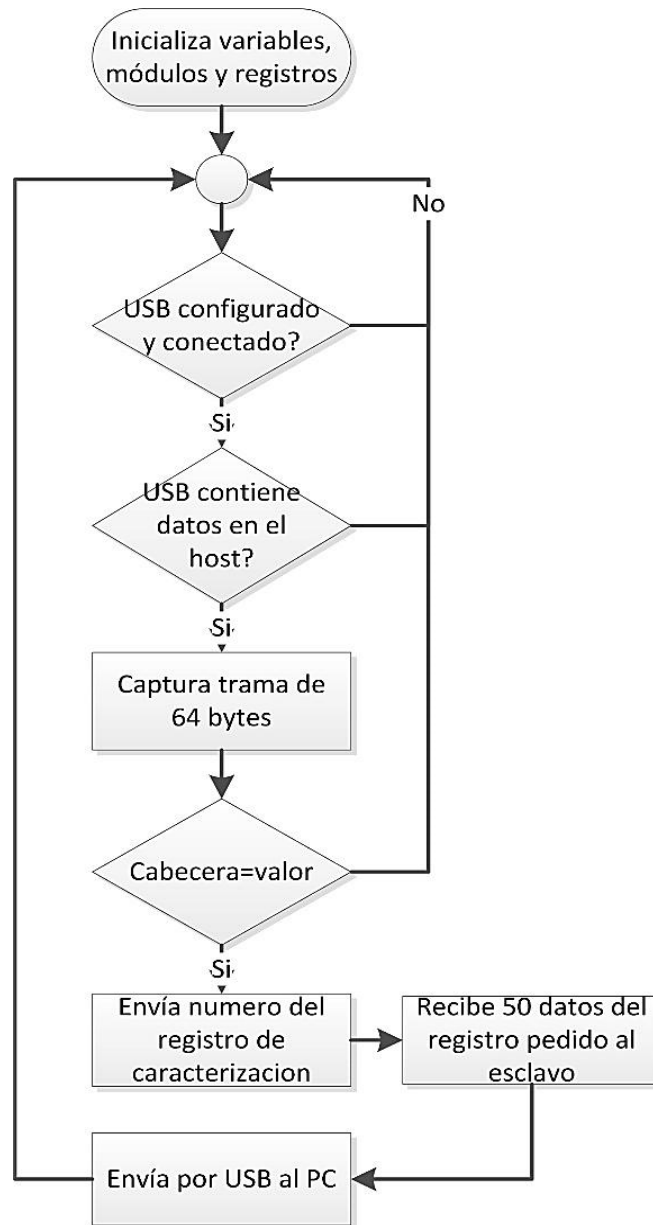 Inicializa variables,
módulos y registros
No
USB configurado
y conectado?
Si
USB contiene
datos en el
host?
Si
Captura trama de
64 bytes
Cabecera=valor
Si
Envía numero del
registro de
caracterizacion
Recibe 50 datos del
registro pedido al
esclavo
Envía por USB al PC